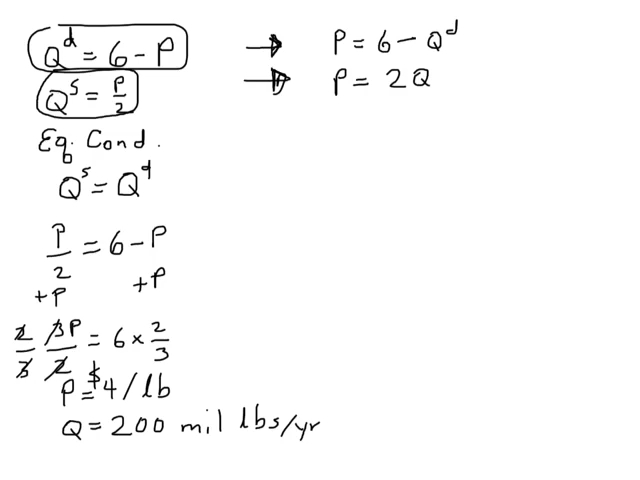 Q^d = 6 - P → P = 6 - Q^d
Q^s = P/2 → P = 2Q
Eq. Cond.
Q^s = Q^d
P/2 = 6 - P
+P +P
2/3 3P/2 = 6 × 2/3
P = $4/lb
Q = 200 mil lbs/yr